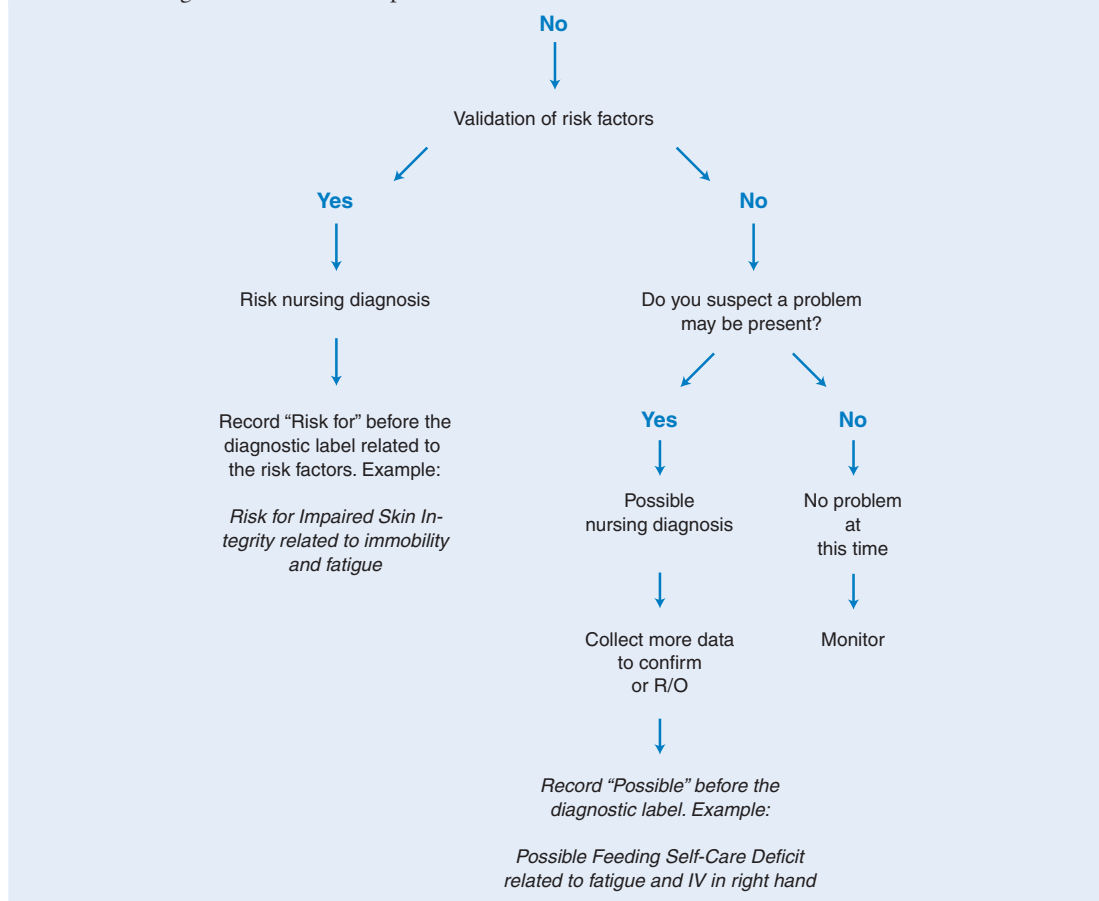 No
Validation of risk factors
Yes
No
Risk nursing diagnosis
Do you suspect a problem
may be present?
Record “Risk for” before the
diagnostic label related to
the risk factors. Example:
Risk for Impaired Skin In-
tegrity related to immobility
and fatigue
Yes
No
Possible
nursing diagnosis
No problem
at
this time
Collect more data
to confirm
or R/O
Monitor
Record “Possible” before the
diagnostic label. Example:
Possible Feeding Self-Care Deficit
related to fatigue and IV in right hand